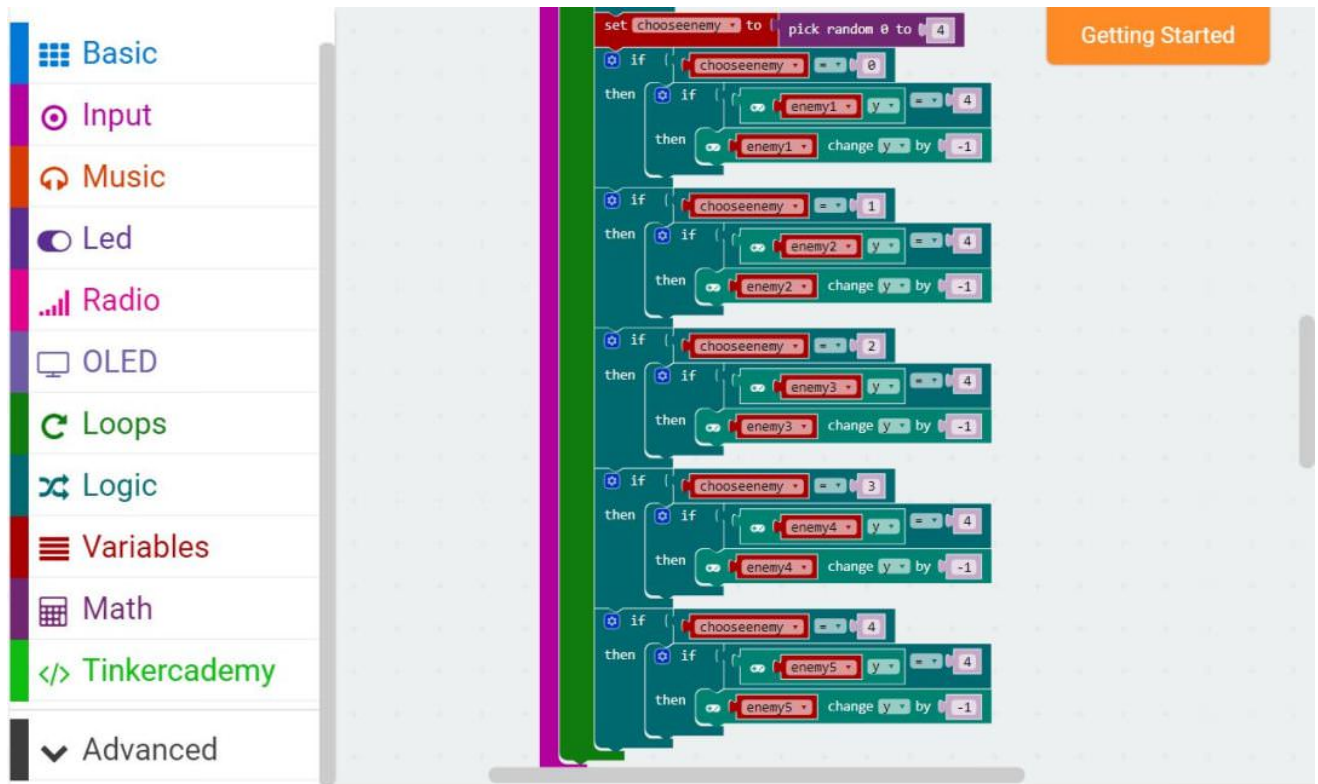 Basic
Input
Music
Led
Radio
OLED
Loops
Logic
Variables
Math
</> Tinkercademy
Advanced
Getting Started
set chooseenemy to pick random 0 to 4
if chooseenemy = 0
then if enemy1 y = 4
then enemy1 change y by -1
if chooseenemy = 1
then if enemy2 y = 4
then enemy2 change y by -1
if chooseenemy = 2
then if enemy3 y = 4
then enemy3 change y by -1
if chooseenemy = 3
then if enemy4 y = 4
then enemy4 change y by -1
if chooseenemy = 4
then if enemy5 y = 4
then enemy5 change y by -1